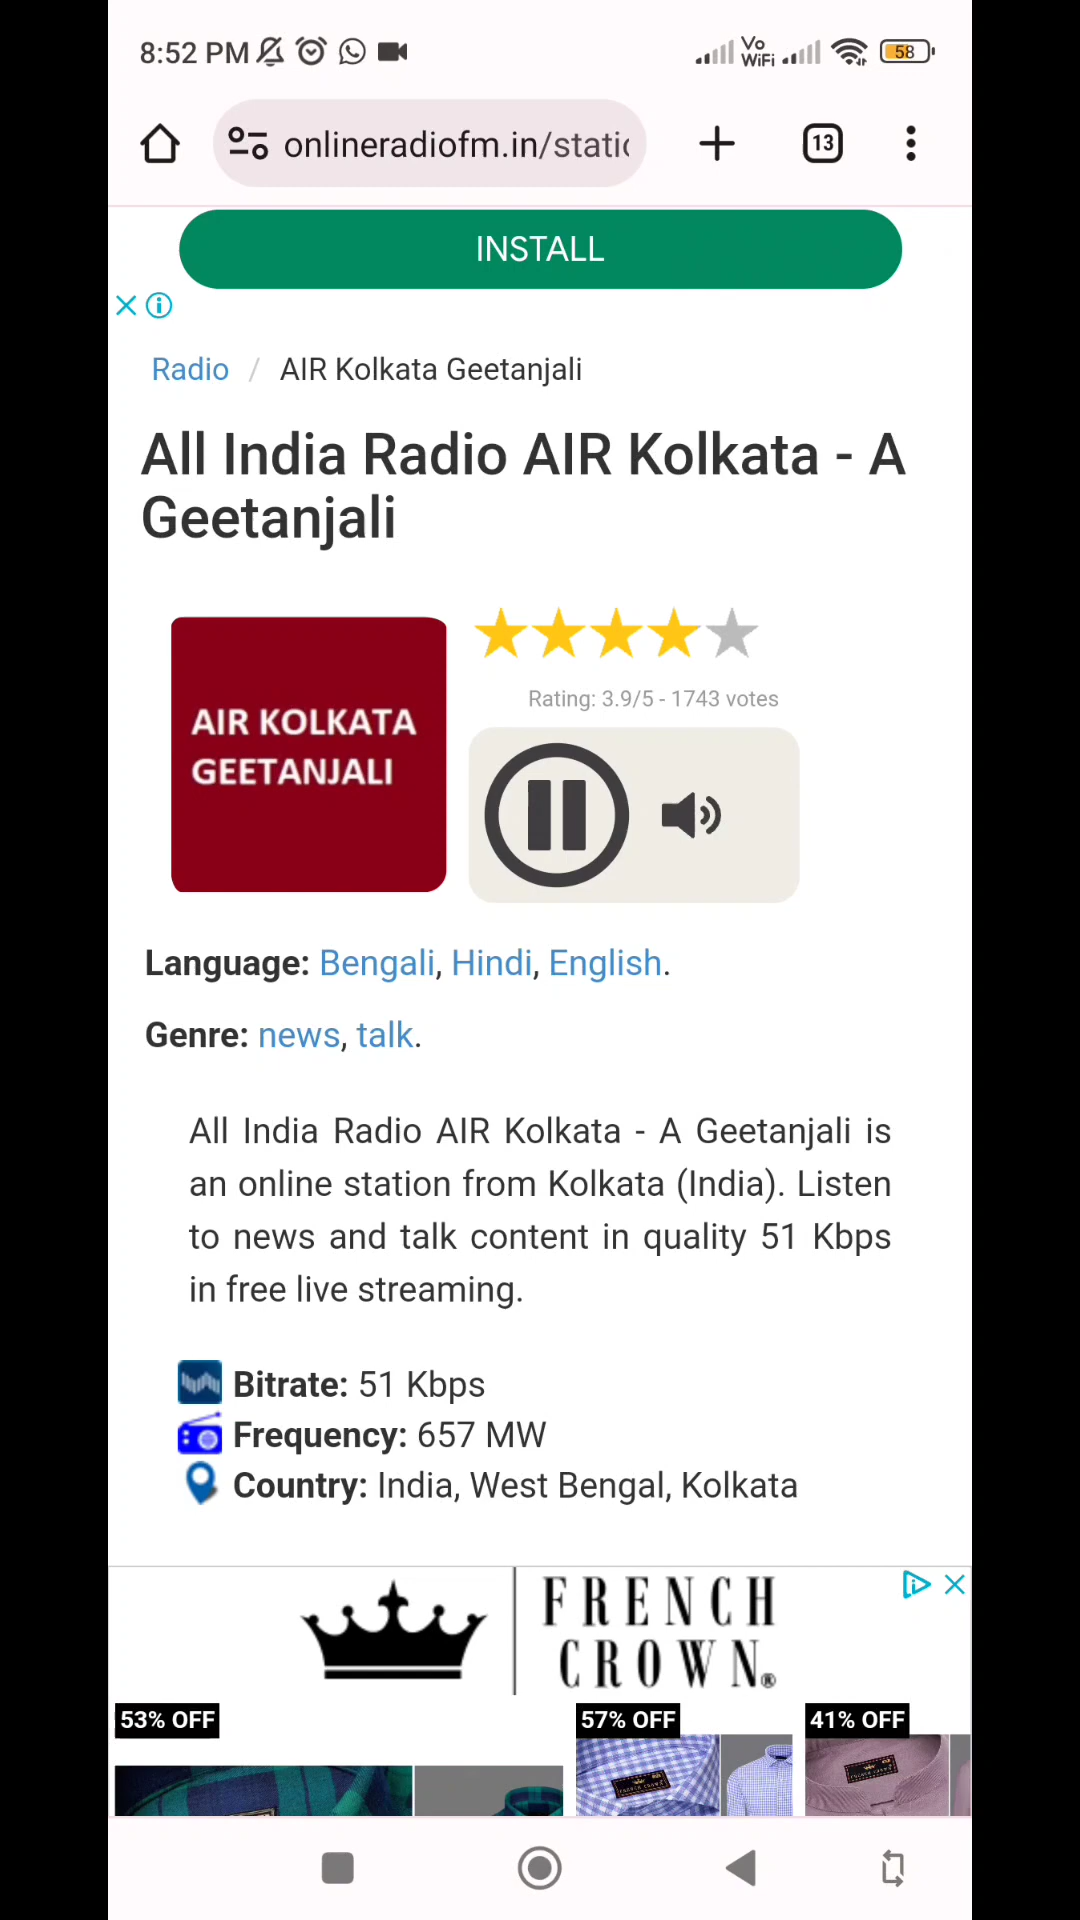 8:52 PM
Vo
WiFi
58
onlineradiofm.in/static
13
INSTALL
Radio / AIR Kolkata Geetanjali
All India Radio AIR Kolkata - A
Geetanjali
AIR KOLKATA
GEETANJALI
Rating: 3.9/5 - 1743 votes
Language: Bengali, Hindi, English.
Genre: news, talk.
All India Radio AIR Kolkata - A Geetanjali is
an online station from Kolkata (India). Listen
to news and talk content in quality 51 Kbps
in free live streaming.
Bitrate: 51 Kbps
Frequency: 657 MW
Country: India, West Bengal, Kolkata
FRENCH
CROWN®
53% OFF
57% OFF
41% OFF
FRENCH CROWN
FRENCH CROWN